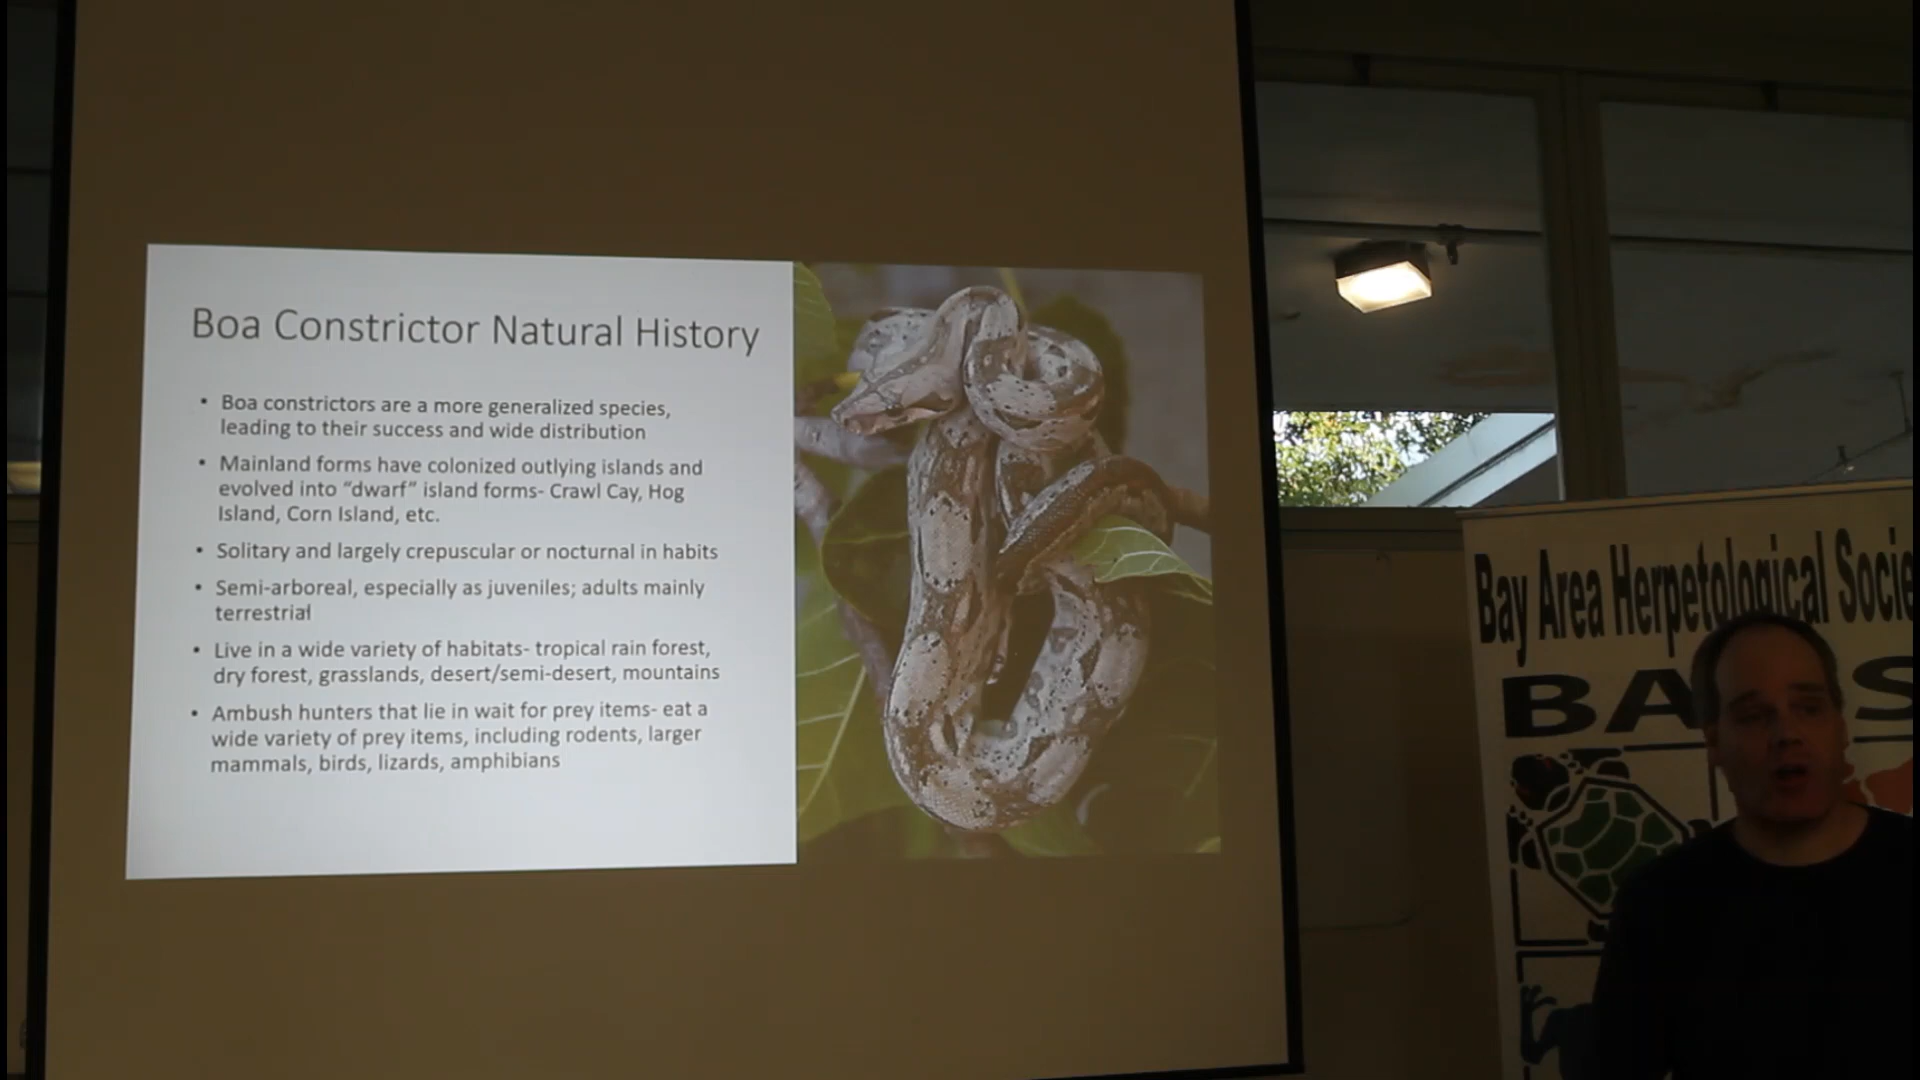 Boa Constrictor Natural History
• Boa constrictors are a more generalized species,
leading to their success and wide distribution
• Mainland forms have colonized outlying islands and
evolved into “dwarf” island forms- Crawl Cay, Hog
Island, Corn Island, etc.
• Solitary and largely crepuscular or nocturnal in habits
• Semi-arboreal, especially as juveniles; adults mainly
terrestrial
• Live in a wide variety of habitats- tropical rain forest,
dry forest, grasslands, desert/semi-desert, mountains
• Ambush hunters that lie in wait for prey items- eat a
wide variety of prey items, including rodents, larger
mammals, birds, lizards, amphibians
Bay Area Herpetological Socie